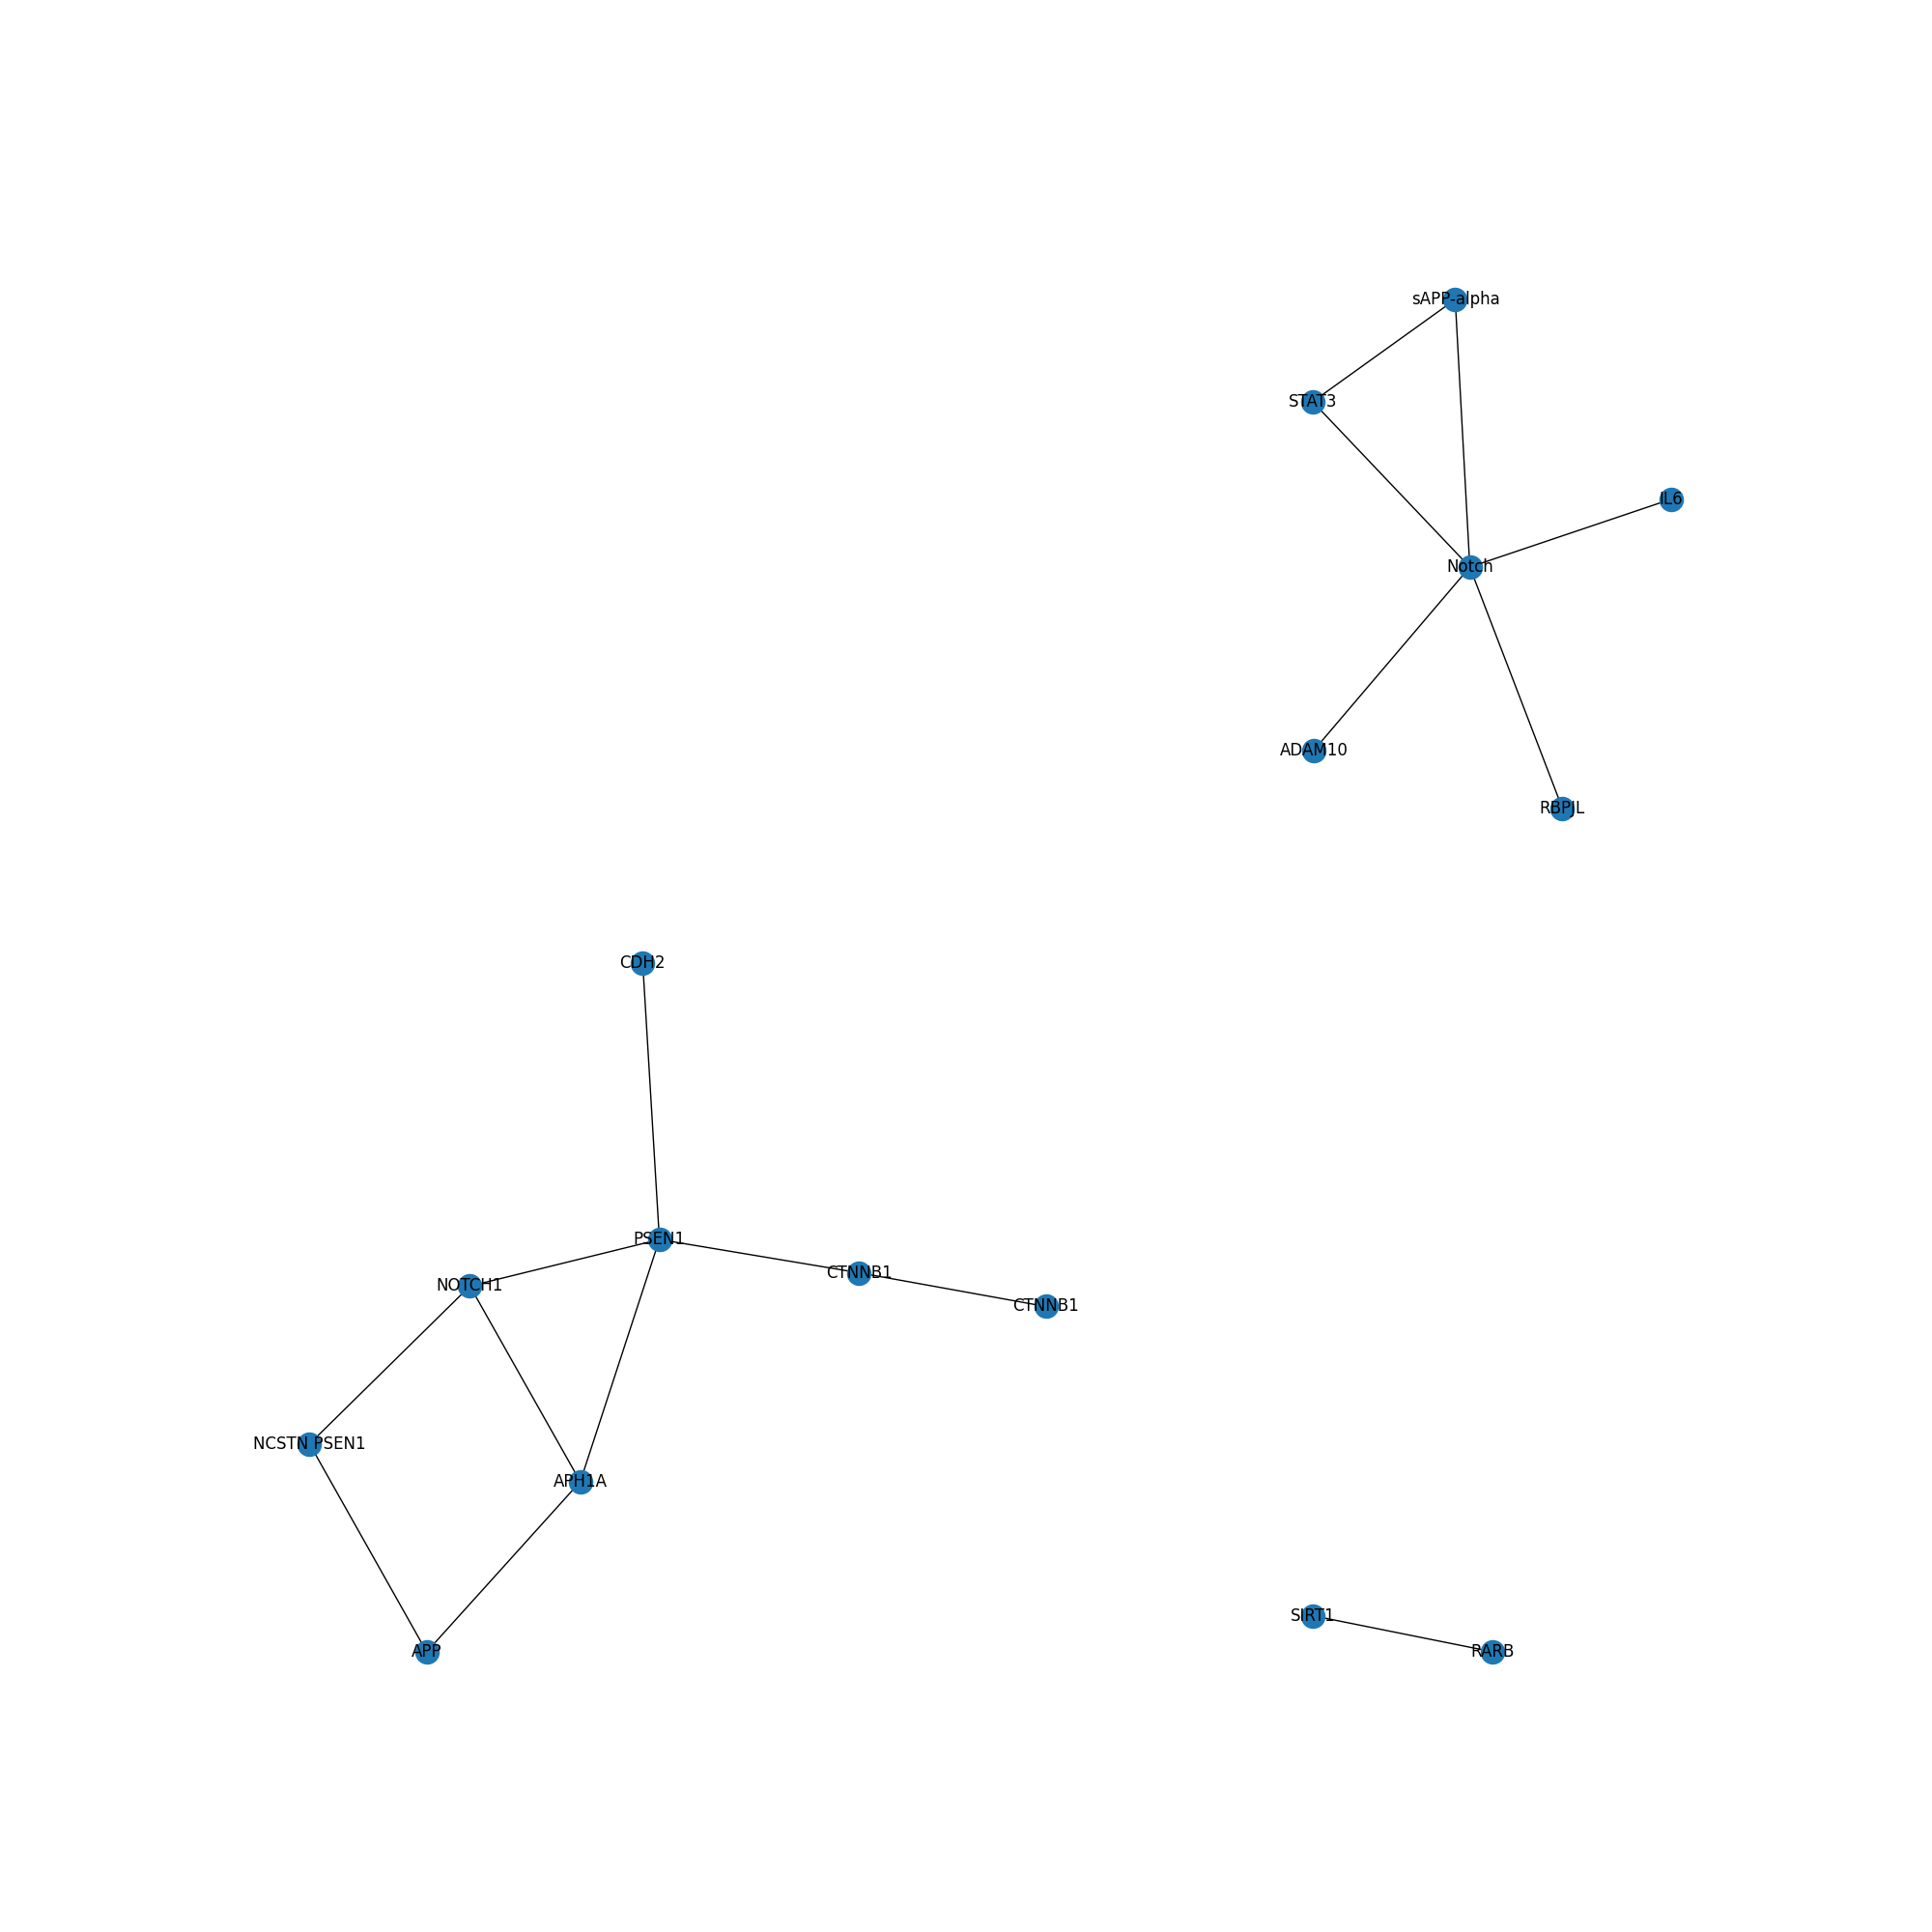 sAPP-alpha
STAT3
IL6
Notch
ADAM10
RBPJL
CDH2
PSEN1
CTNNB1
NOTCH1
CTNNB1
NCSTN PSEN1
APH1A
SIRT1
APP
RARB